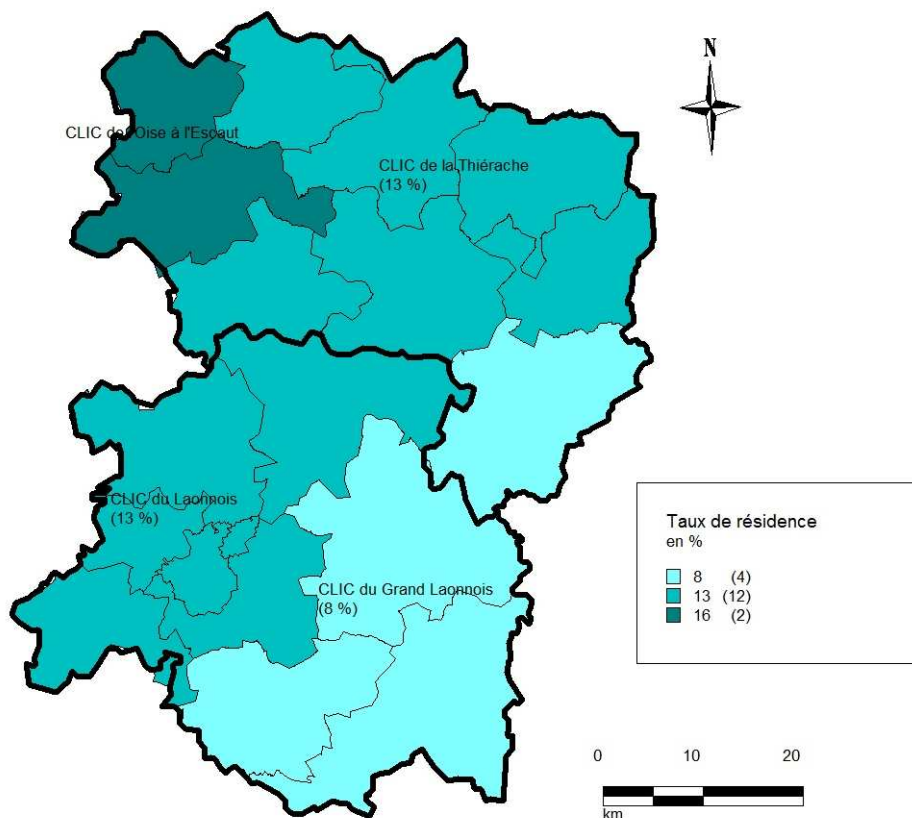 N
CLIC de l'Oise à l'Escaut
CLIC de la Thiérache
(13 %)
CLIC du Laonnois
(13 %)
CLIC du Grand Laonnois
(8 %)
Taux de résidence
en %
8 (4)
13 (12)
16 (2)
0 10 20
km